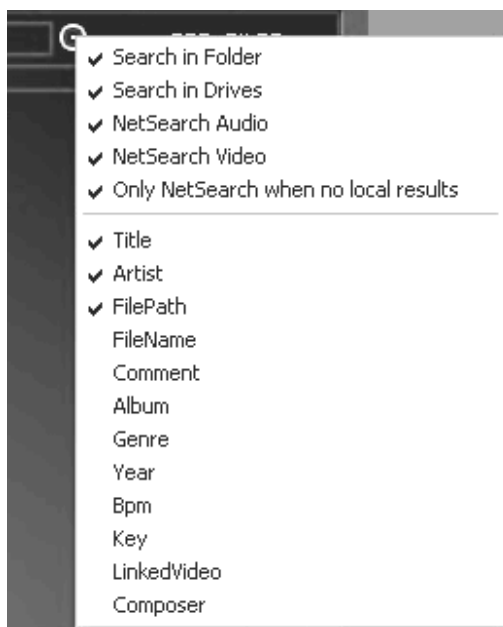 Search in Folder
Search in Drives
NetSearch Audio
NetSearch Video
Only NetSearch when no local results
Title
Artist
FilePath
FileName
Comment
Album
Genre
Year
Bpm
Key
LinkedVideo
Composer